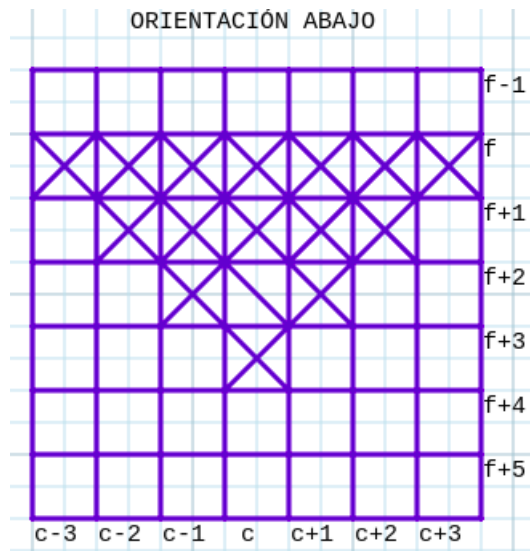 ORIENTACIÓN ABAJO
f-1
f
f+1
f+2
f+3
f+4
f+5
c-3 c-2 c-1 c c+1 c+2 c+3